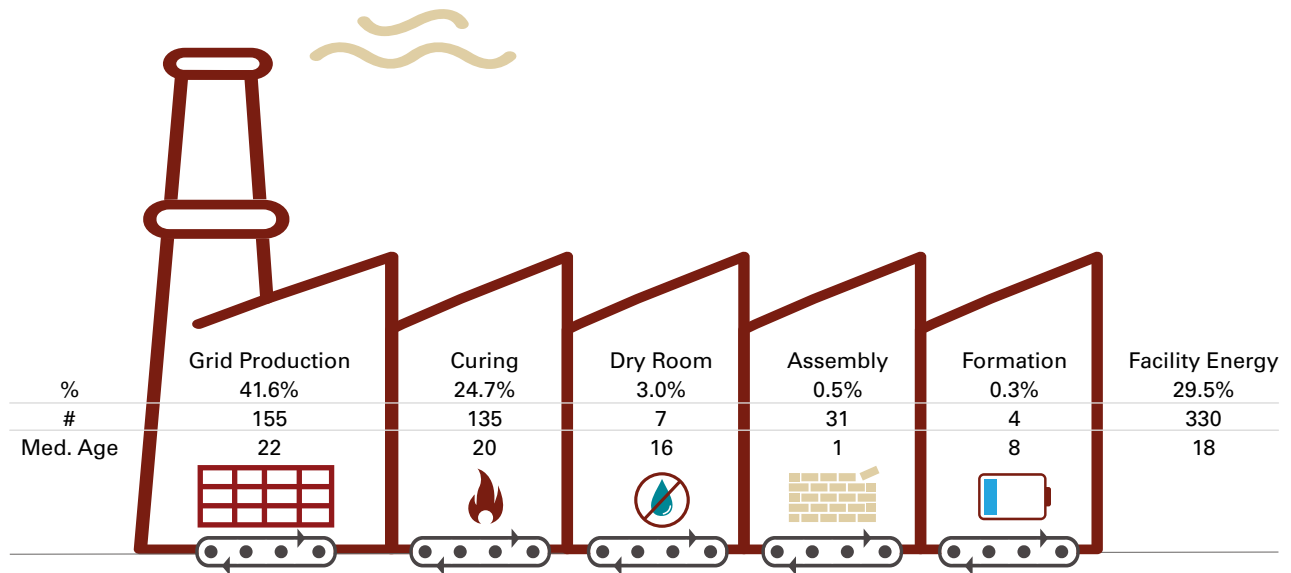 Grid Production Curing Dry Room Assembly Formation Facility Energy
% 41.6% 24.7% 3.0% 0.5% 0.3% 29.5%
# 155 135 7 31 4 330
Med. Age 22 20 16 1 8 18